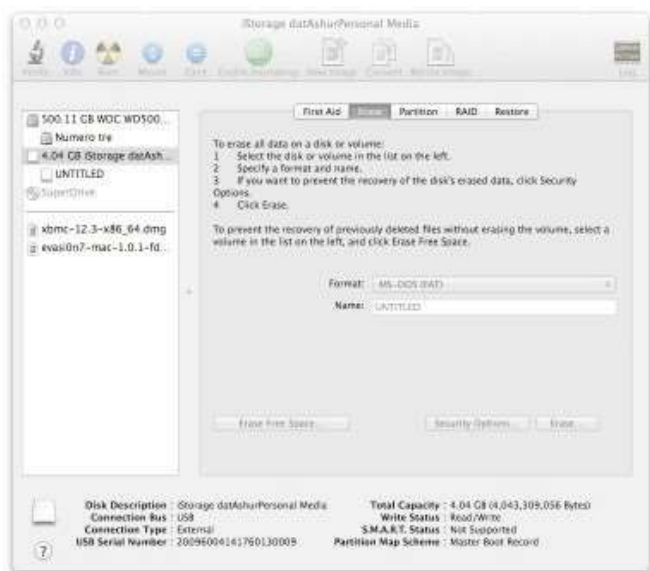 iStorage datAshurPersonal Media
Verify Info Burn Mount Eject Enable Journaling New Image Convert Resize Image Log
First Aid Erase Partition RAID Restore
500.11 GB WDC WD500...
Numero tre
4.04 GB iStorage datAsh...
UNTITLED
SuperDrive
xbmc-12.3-x86_64.dmg
evasi0n7-mac-1.0.1-fd...
To erase all data on a disk or volume:
1 Select the disk or volume in the list on the left.
2 Specify a format and name.
3 If you want to prevent the recovery of the disk's erased data, click Security
Options.
4 Click Erase.
To prevent the recovery of previously deleted files without erasing the volume, select a
volume in the list on the left, and click Erase Free Space.
Format: MS-DOS (FAT)
Name: UNTITLED
Erase Free Space... Security Options... Erase...
Disk Description : iStorage datAshurPersonal Media
Connection Bus : USB
Connection Type : External
USB Serial Number : 20096004141760130009
Total Capacity : 4.04 GB (4,043,309,056 Bytes)
Write Status : Read/Write
S.M.A.R.T. Status : Not Supported
Partition Map Scheme : Master Boot Record
?